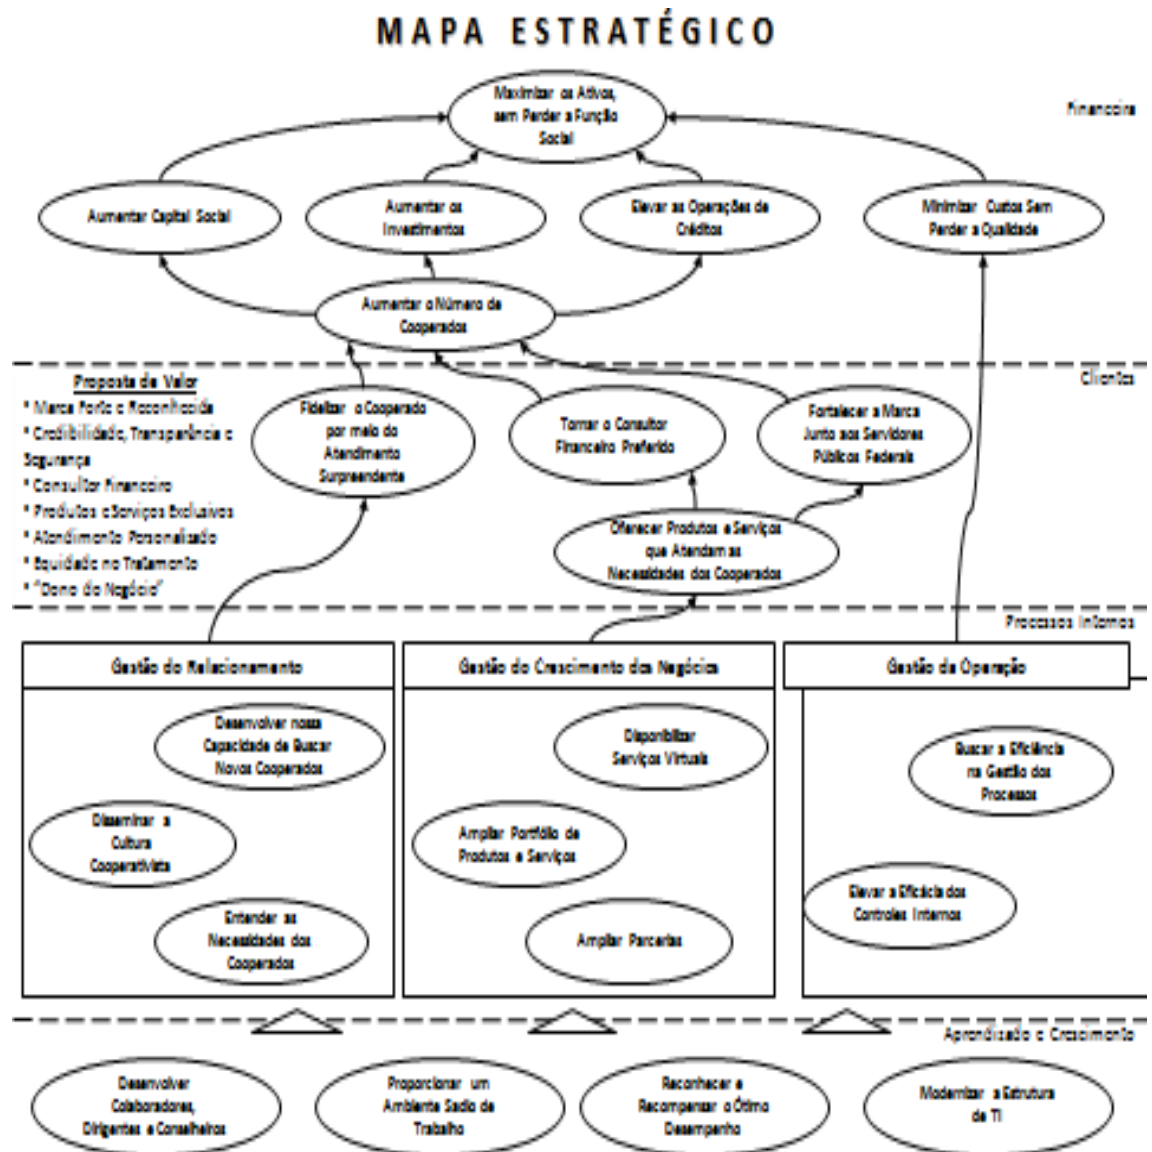 MAPA ESTRATÉGICO
Maximizar os Ativos,
sem Perder a Função
Social
Financeira
Aumentar Capital Social
Aumentar os
Investimentos
Elevar as Operações de
Créditos
Minimizar Custos Sem
Perder a Qualidade
Aumentar o Número de
Cooperados
Clientes
Proposta de Valor
* Marca Forte e Reconhecida
* Credibilidade, Transparência e
Segurança
* Consultor Financeiro
* Produtos e Serviços Exclusivos
* Atendimento Personalizado
* Equidade no Tratamento
* "Dono do Negócio"
Fidelizar o Cooperado
por meio do
Atendimento
Surpreendente
Tornar o Consultor
Financeiro Preferido
Fortalecer a Marca
Junto aos Servidores
Públicos Federais
Oferecer Produtos e Serviços
que Atendam as
Necessidades dos Cooperados
Processos Internos
Gestão do Relacionamento
Desenvolver nossa
Capacidade de Buscar
Novos Cooperados
Disseminar a
Cultura
Cooperativista
Entender as
Necessidades dos
Cooperados
Gestão do Crescimento dos Negócios
Disponibilizar
Serviços Virtuais
Ampliar Portfólio de
Produtos e Serviços
Ampliar Parcerias
Gestão da Operação
Buscar a Eficiência
na Gestão dos
Processos
Elevar a Eficácia dos
Controles Internos
Aprendizado e Crescimento
Desenvolver
Colaboradores,
Dirigentes e Conselheiros
Proporcionar um
Ambiente Sadio de
Trabalho
Reconhecer e
Recompensar o Ótimo
Desempenho
Modernizar a Estrutura
de TI